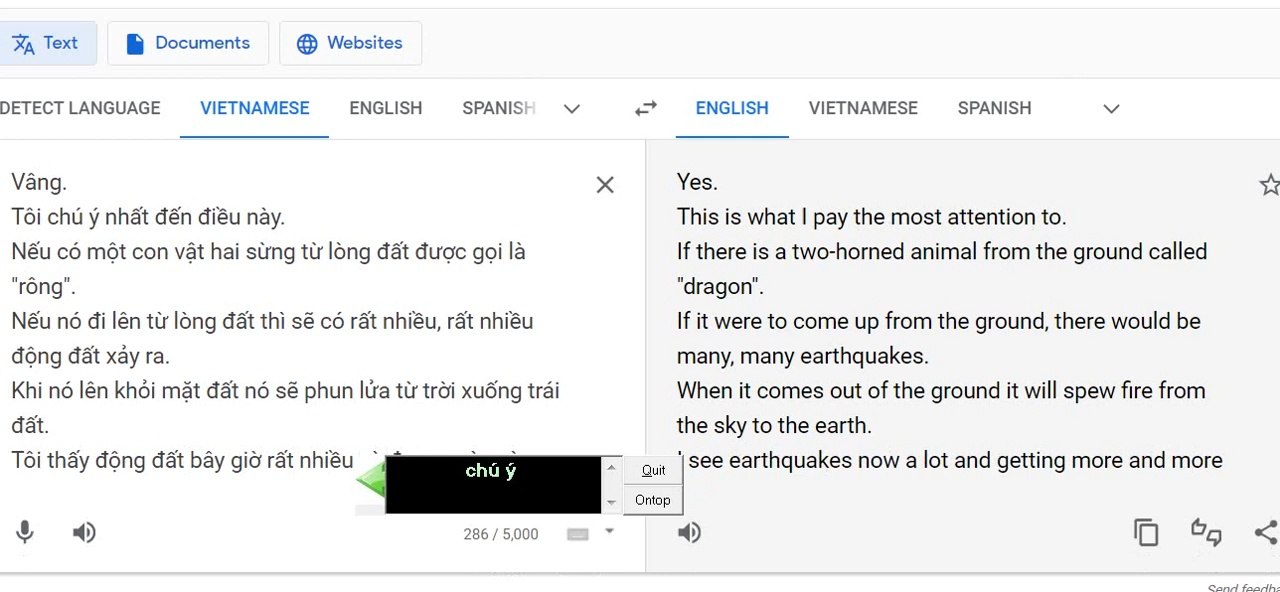 Text Documents Websites
DETECT LANGUAGE VIETNAMESE ENGLISH SPANISH ENGLISH VIETNAMESE SPANISH
Vâng.
Tôi chú ý nhất đến điều này.
Nếu có một con vật hai sừng từ lòng đất được gọi là
"rông".
Nếu nó đi lên từ lòng đất thì sẽ có rất nhiều, rất nhiều
động đất xảy ra.
Khi nó lên khỏi mặt đất nó sẽ phun lửa từ trời xuống trái
đất.
Tôi thấy động đất bây giờ rất nhiều
Yes.
This is what I pay the most attention to.
If there is a two-horned animal from the ground called
"dragon".
If it were to come up from the ground, there would be
many, many earthquakes.
When it comes out of the ground it will spew fire from
the sky to the earth.
I see earthquakes now a lot and getting more and more
chú ý
Quit
Ontop
286 / 5,000
Send